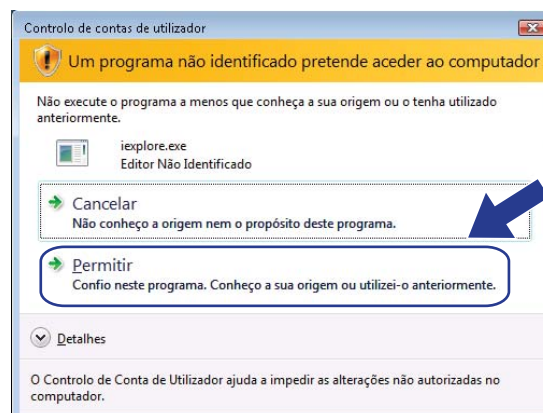 Controlo de contas de utilizador
Um programa não identificado pretende aceder ao computador
Não execute o programa a menos que conheça a sua origem ou o tenha utilizado
anteriormente.
iexplore.exe
Editor Não Identificado
Cancelar
Não conheço a origem nem o propósito deste programa.
Permitir
Confio neste programa. Conheço a sua origem ou utilizei-o anteriormente.
Detalhes
O Controlo de Conta de Utilizador ajuda a impedir as alterações não autorizadas no
computador.